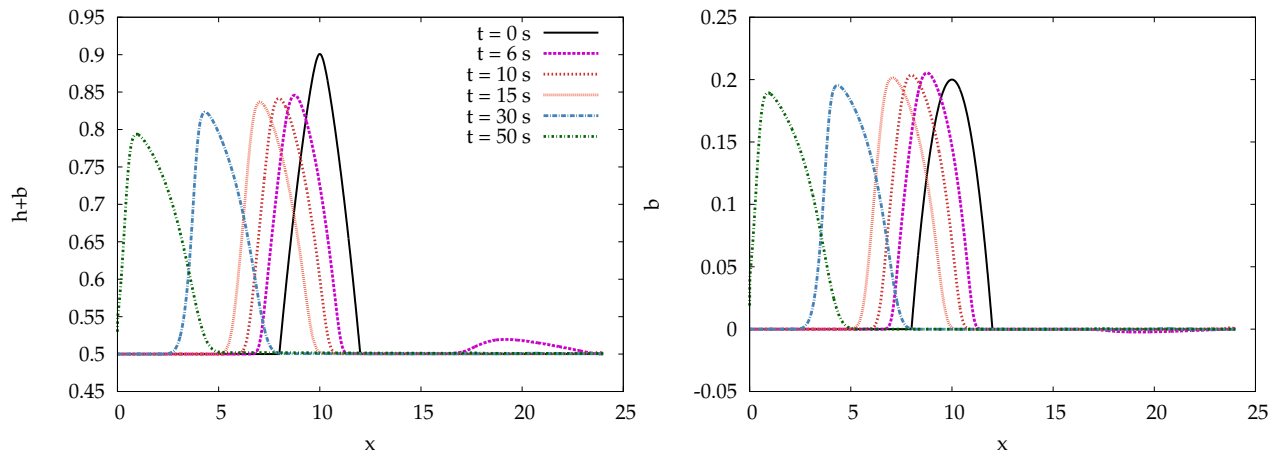 0.95
0.9
0.85
0.8
0.75
0.7
0.65
0.6
0.55
0.5
0.45
h+b
0 5 10 15 20 25
x
t = 0 s
t = 6 s
t = 10 s
t = 15 s
t = 30 s
t = 50 s
0.25
0.2
0.15
0.1
0.05
0
-0.05
b
0 5 10 15 20 25
x